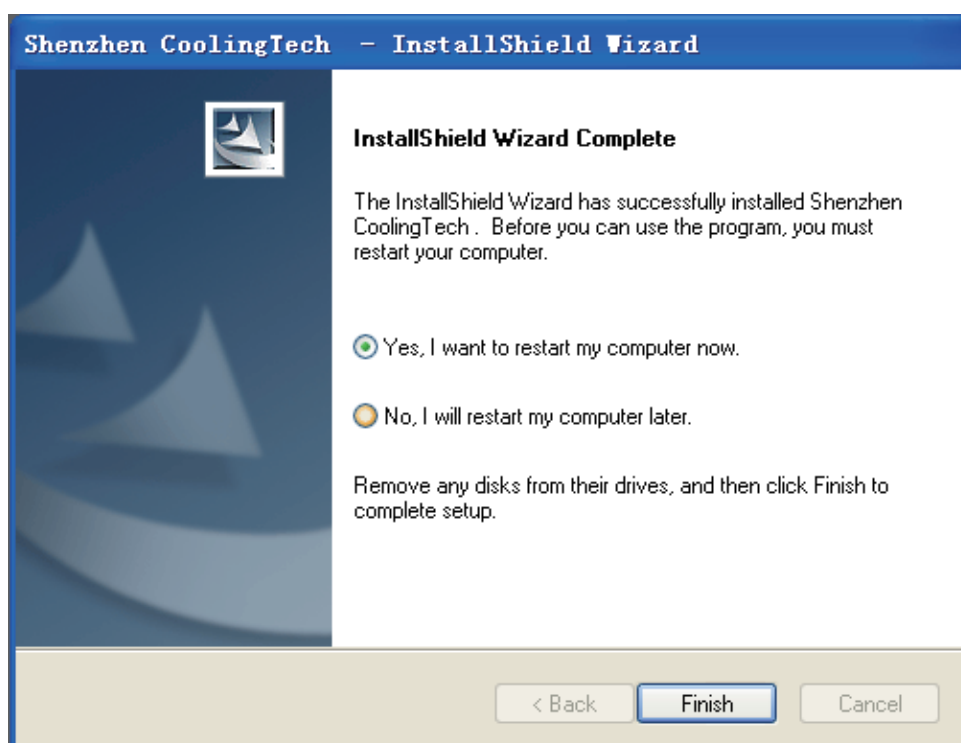 Shenzhen CoolingTech - InstallShield Wizard
InstallShield Wizard Complete
The InstallShield Wizard has successfully installed Shenzhen
CoolingTech . Before you can use the program, you must
restart your computer.
Yes, I want to restart my computer now.
No, I will restart my computer later.
Remove any disks from their drives, and then click Finish to
complete setup.
< Back Finish Cancel